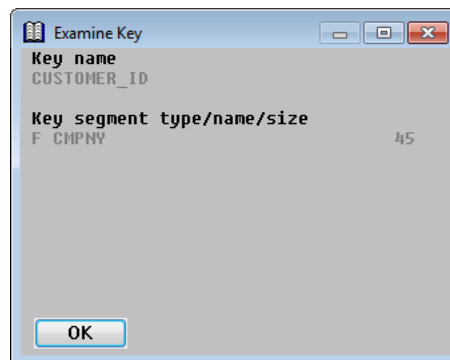 Examine Key
Key name
CUSTOMER_ID
Key segment type/name/size
F CMPNY 45
OK